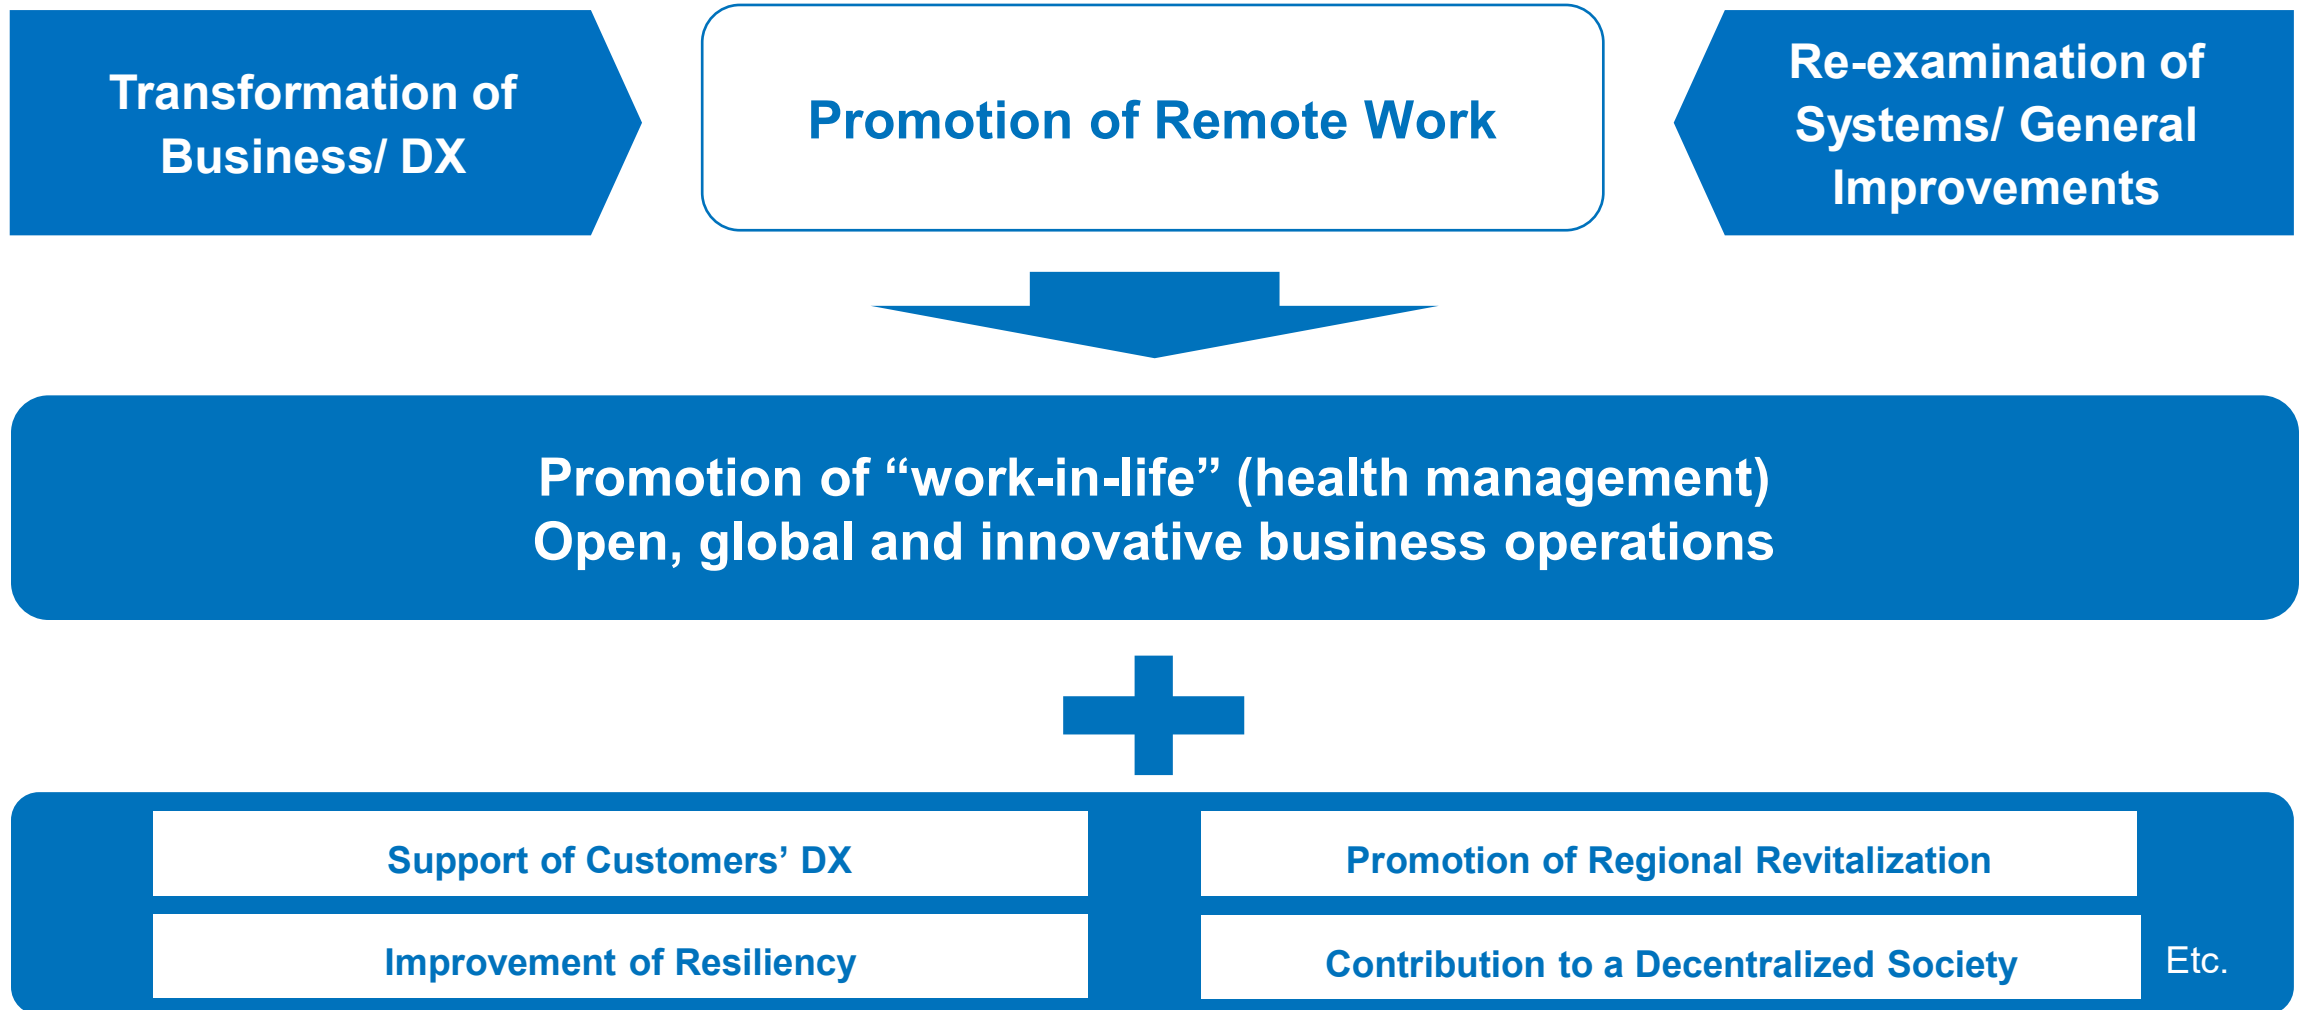 Transformation of
Business/ DX
Promotion of Remote Work
Re-examination of
Systems/ General
Improvements
Promotion of “work-in-life” (health management)
Open, global and innovative business operations
Support of Customers’ DX
Promotion of Regional Revitalization
Improvement of Resiliency
Contribution to a Decentralized Society
Etc.